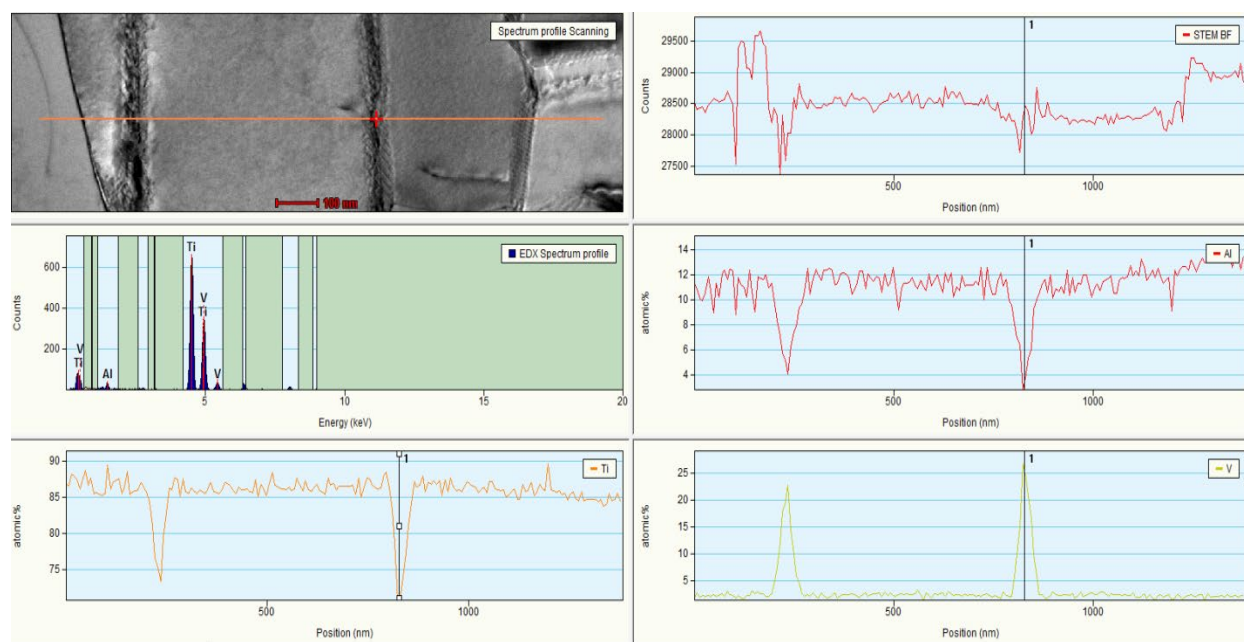 Spectrum profile Scanning
100 nm
1
STEM BF
29500
29000
28500
28000
27500
Counts
500
1000
Position (nm)
EDX Spectrum profile
600
400
200
Counts
Ti
V
Ti
V
Ti
Al
V
5
10
15
20
Energy (keV)
1
Al
14
12
10
8
6
4
atomic%
500
1000
Position (nm)
1
Ti
90
85
80
75
atomic%
500
1000
Position (nm)
1
V
25
20
15
10
5
atomic%
500
1000
Position (nm)